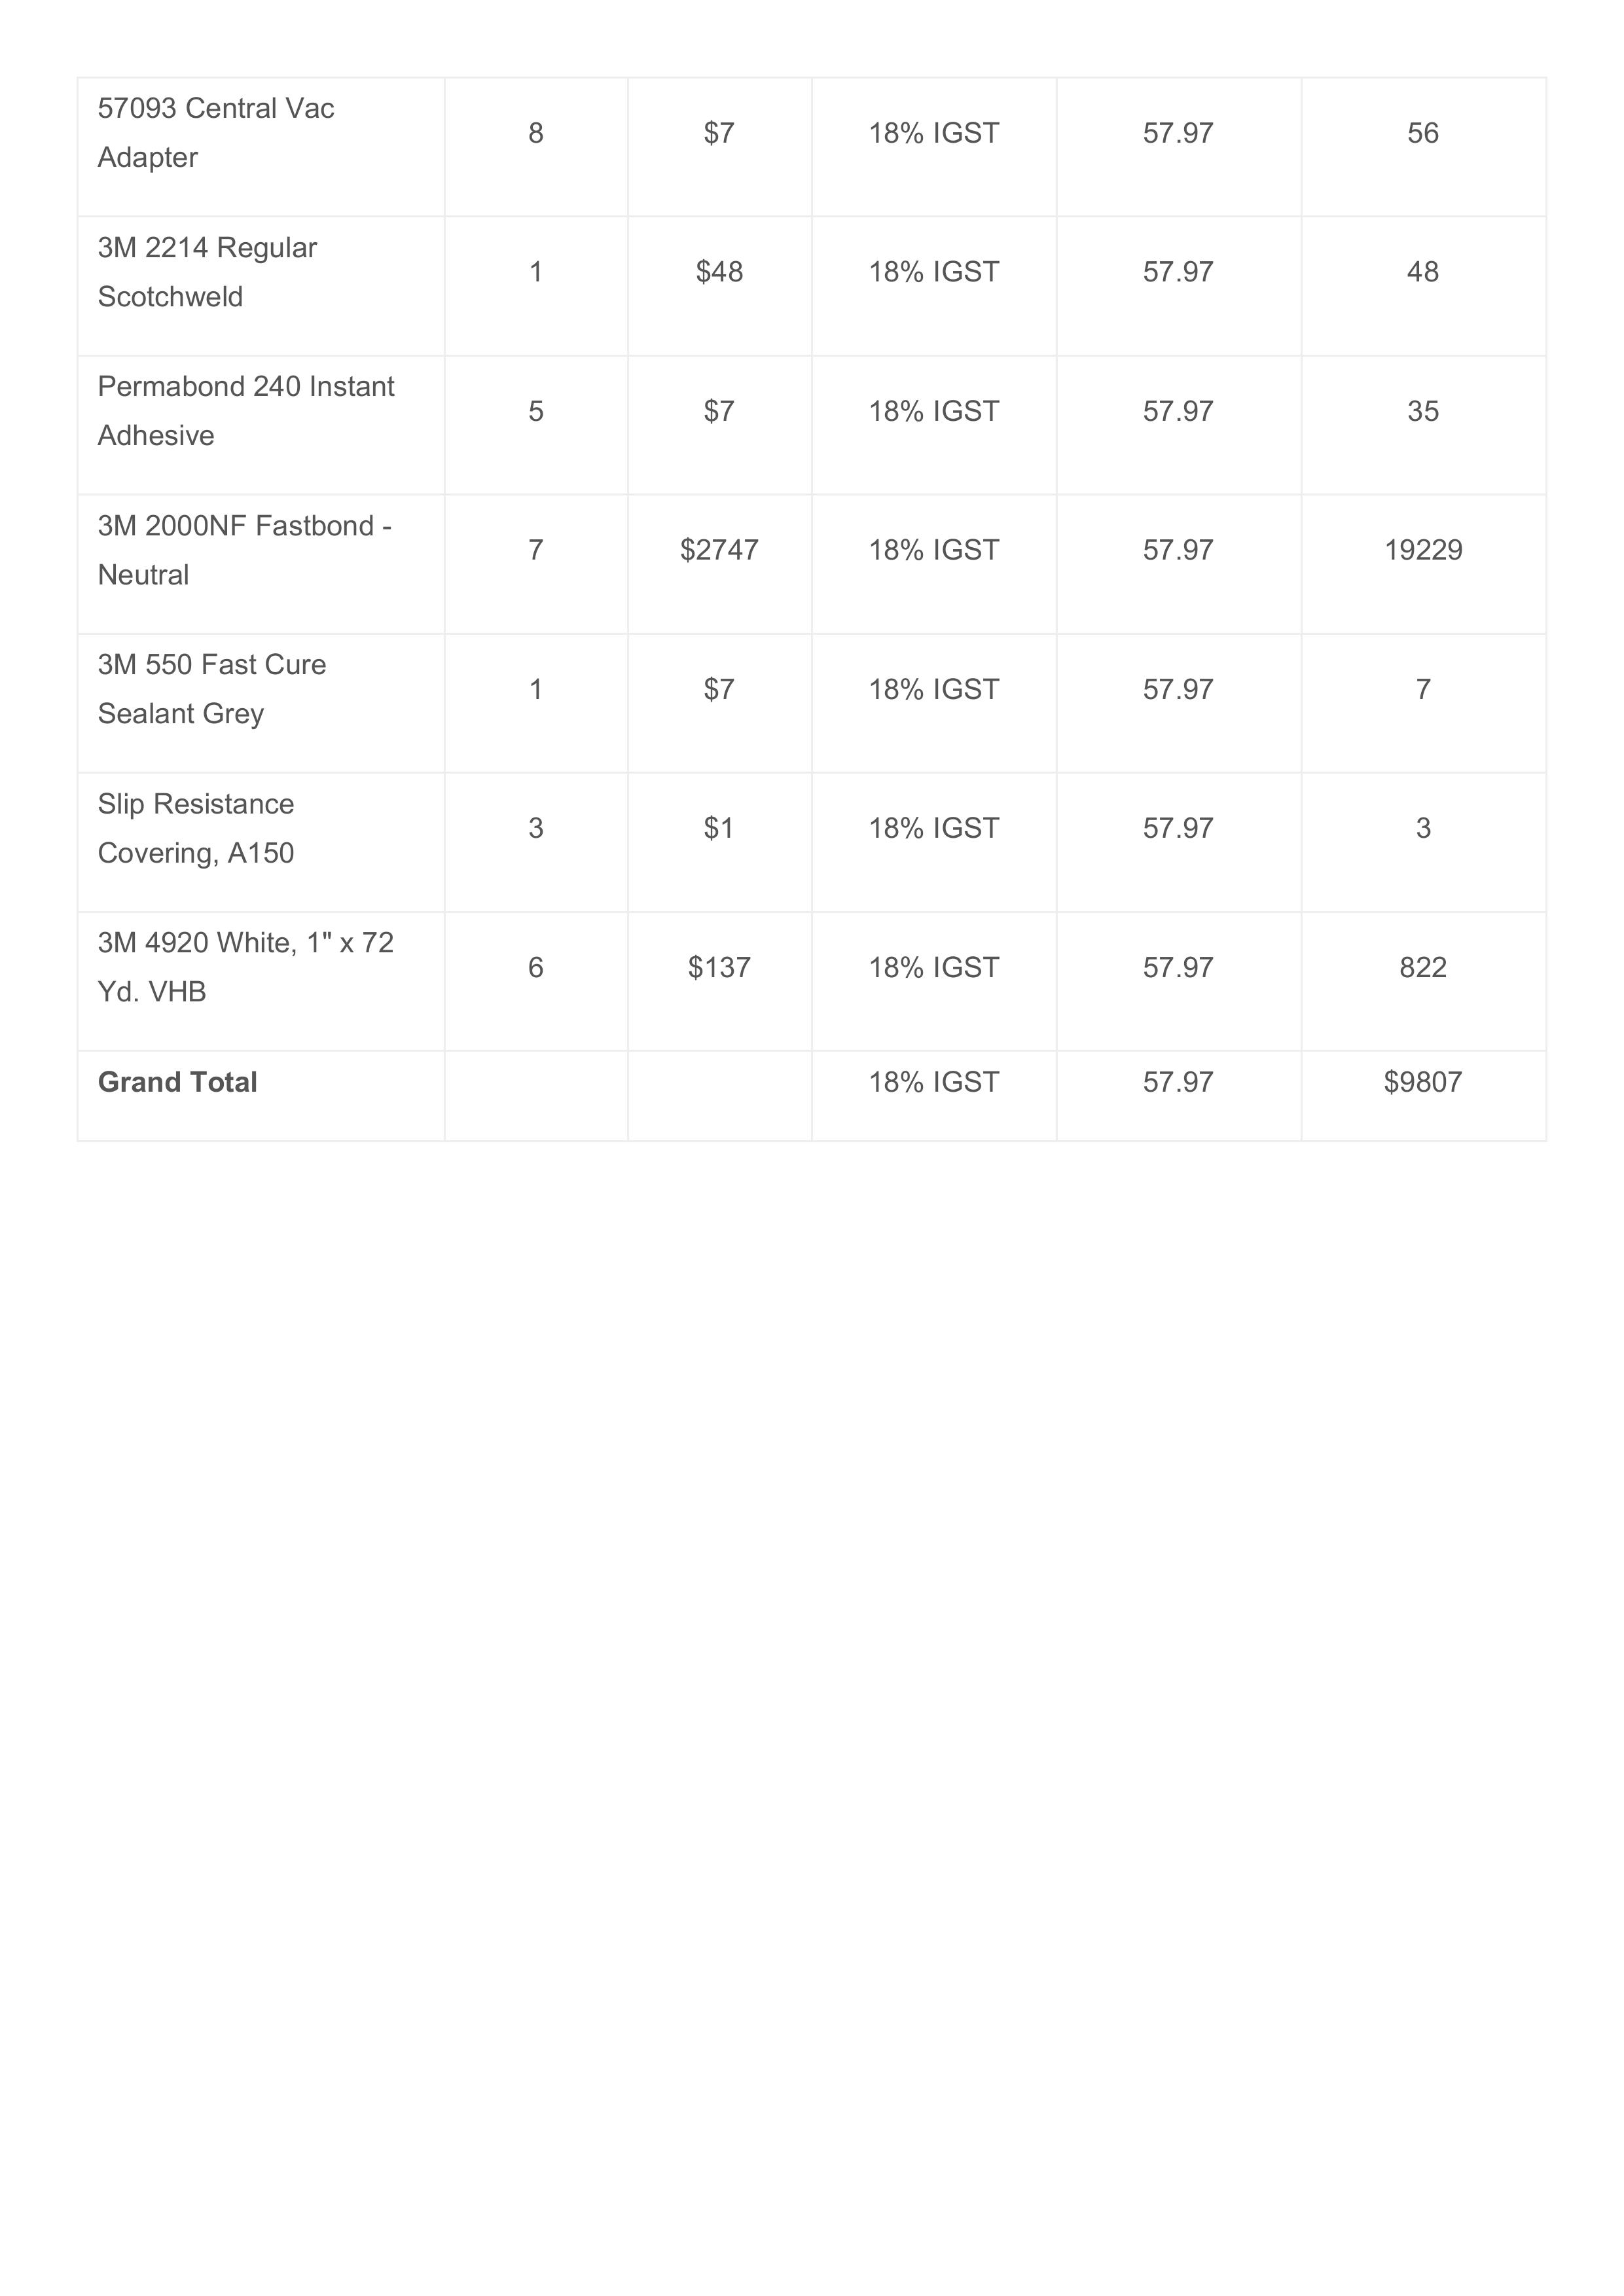 57093 Central Vac
Adapter
8 $7 18% IGST 57.97 56
3M 2214 Regular
Scotchweld
1 $48 18% IGST 57.97 48
Permabond 240 Instant
Adhesive
5 $7 18% IGST 57.97 35
3M 2000NF Fastbond -
Neutral
7 $2747 18% IGST 57.97 19229
3M 550 Fast Cure
Sealant Grey
1 $7 18% IGST 57.97 7
Slip Resistance
Covering, A150
3 $1 18% IGST 57.97 3
3M 4920 White, 1" x 72
Yd. VHB
6 $137 18% IGST 57.97 822
Grand Total 18% IGST 57.97 $9807